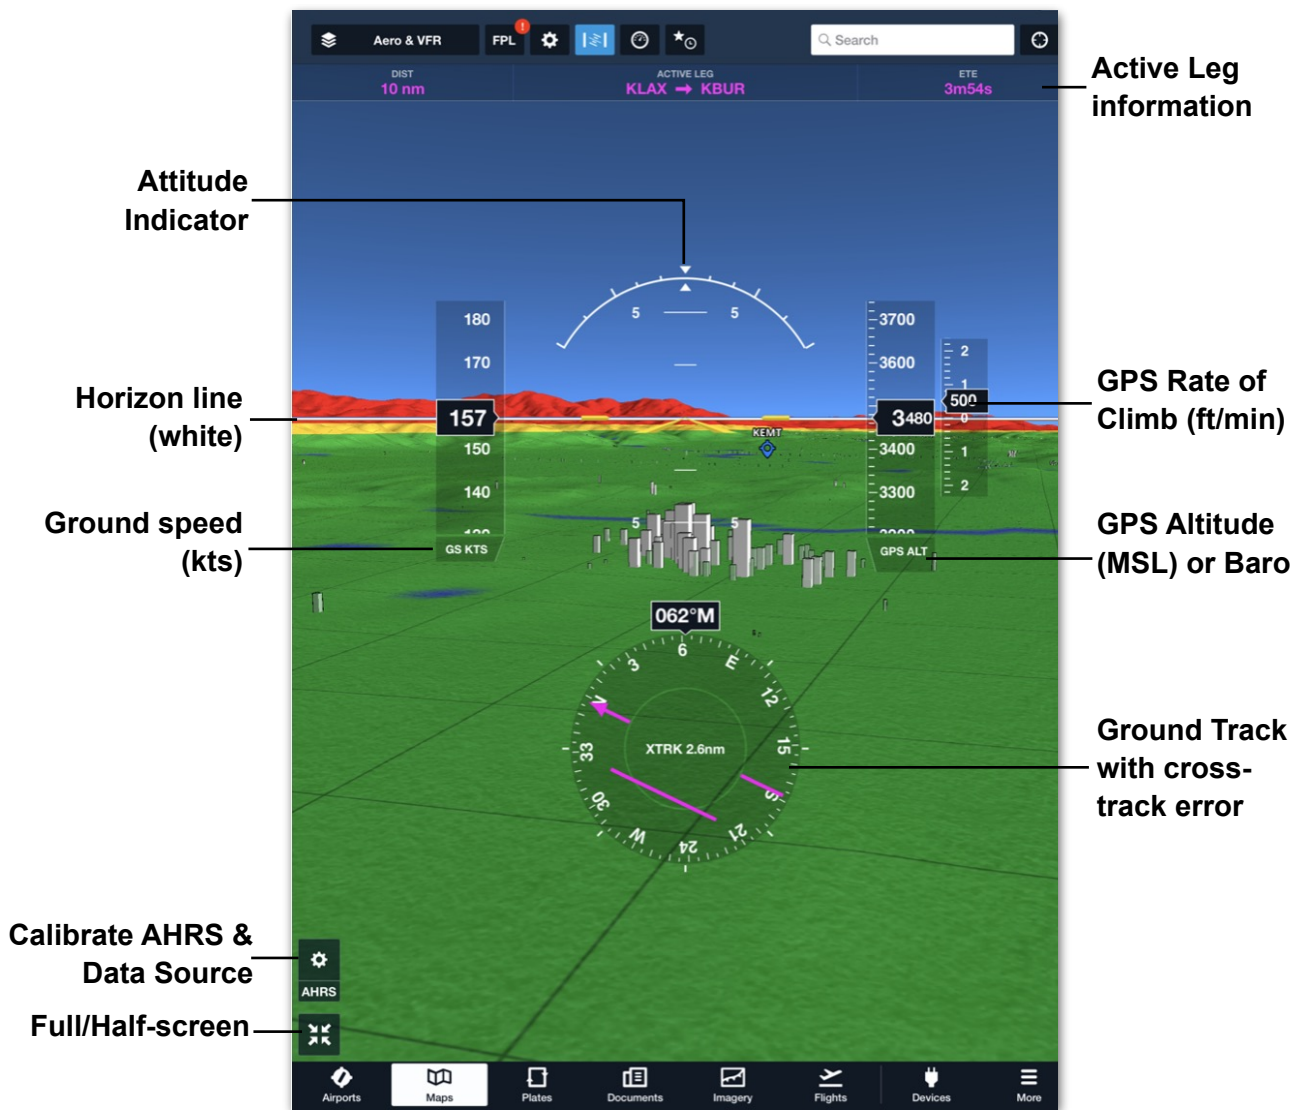 Aero & VFR
FPL
!
Search
DIST
10 nm
ACTIVE LEG
KLAX → KBUR
ETE
3m54s
Active Leg
information
Attitude
Indicator
5 5
180
170
157
150
140
GS KTS
3700
3600
3480
3400
3300
GPS ALT
2
1
500
0
1
2
KEMT
5 5
Horizon line
(white)
Ground speed
(kts)
GPS Rate of
Climb (ft/min)
GPS Altitude
(MSL) or Baro
062°M
N
3
6
E
12
15
S
21
24
W
30
33
XTRK 2.6nm
Ground Track
with cross-
track error
Calibrate AHRS &
Data Source
AHRS
Full/Half-screen
Airports
Maps
Plates
Documents
Imagery
Flights
Devices
More